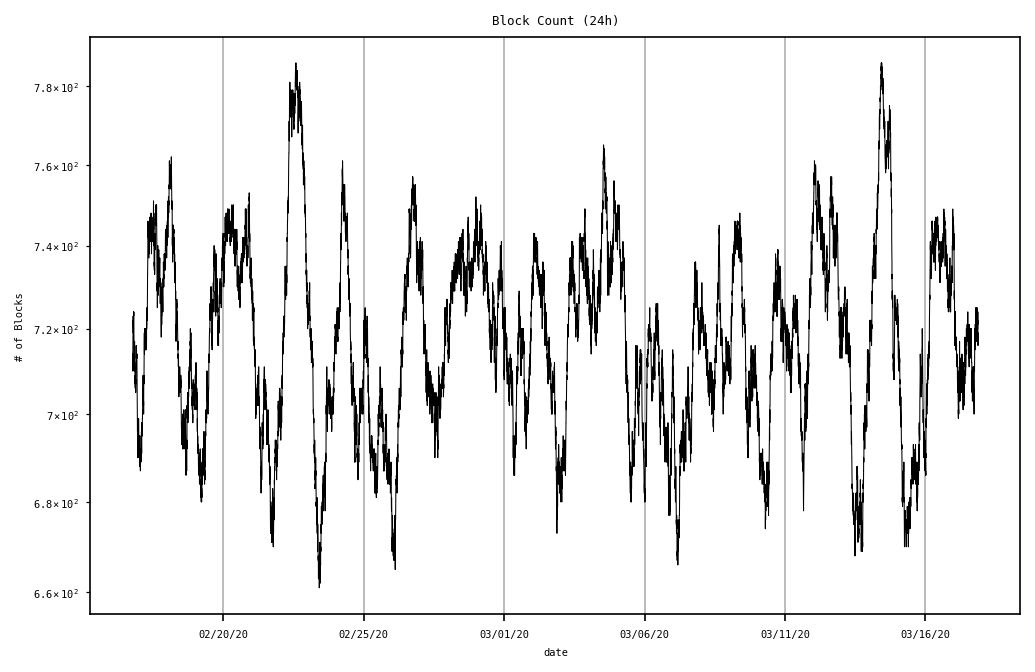 Block Count (24h)
# of Blocks
7.8×10²
7.6×10²
7.4×10²
7.2×10²
7×10²
6.8×10²
6.6×10²
02/20/20 02/25/20 03/01/20 03/06/20 03/11/20 03/16/20
date